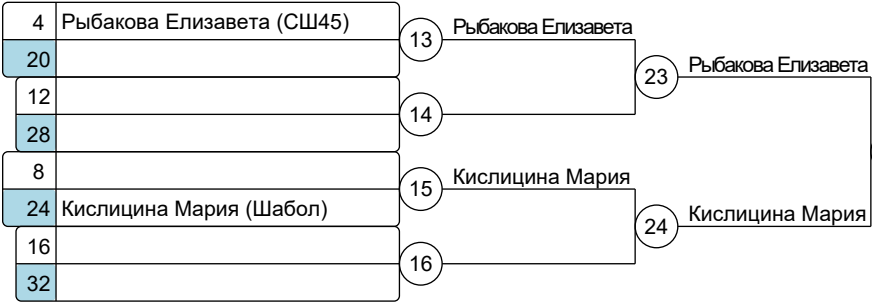 4 Рыбакова Елизавета (СШ45)
13 Рыбакова Елизавета
20
23 Рыбакова Елизавета
12
14
28
8
15 Кислицина Мария
24 Кислицина Мария (Шабол)
24 Кислицина Мария
16
16
32